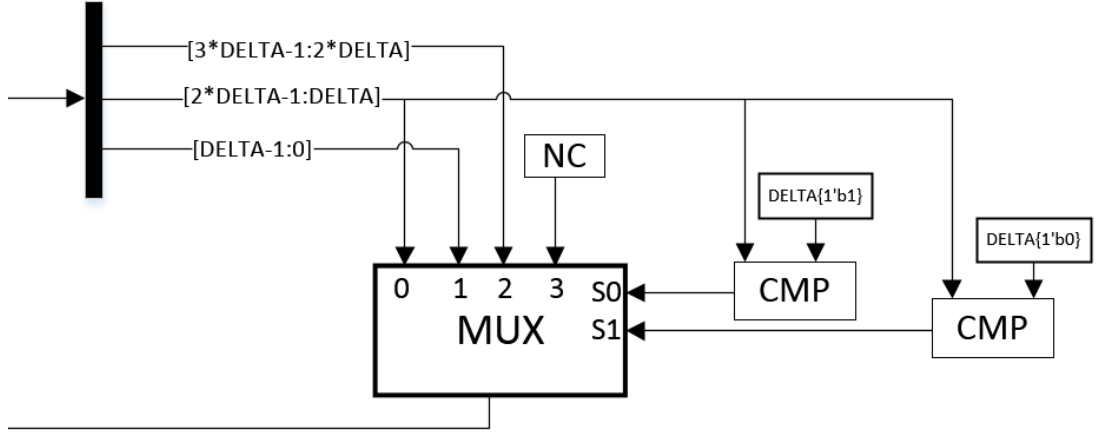 [3*DELTA-1:2*DELTA]
[2*DELTA-1:DELTA]
[DELTA-1:0]
NC
DELTA{1'b1}
DELTA{1'b0}
0 1 2 3 S0
CMP
MUX S1
CMP